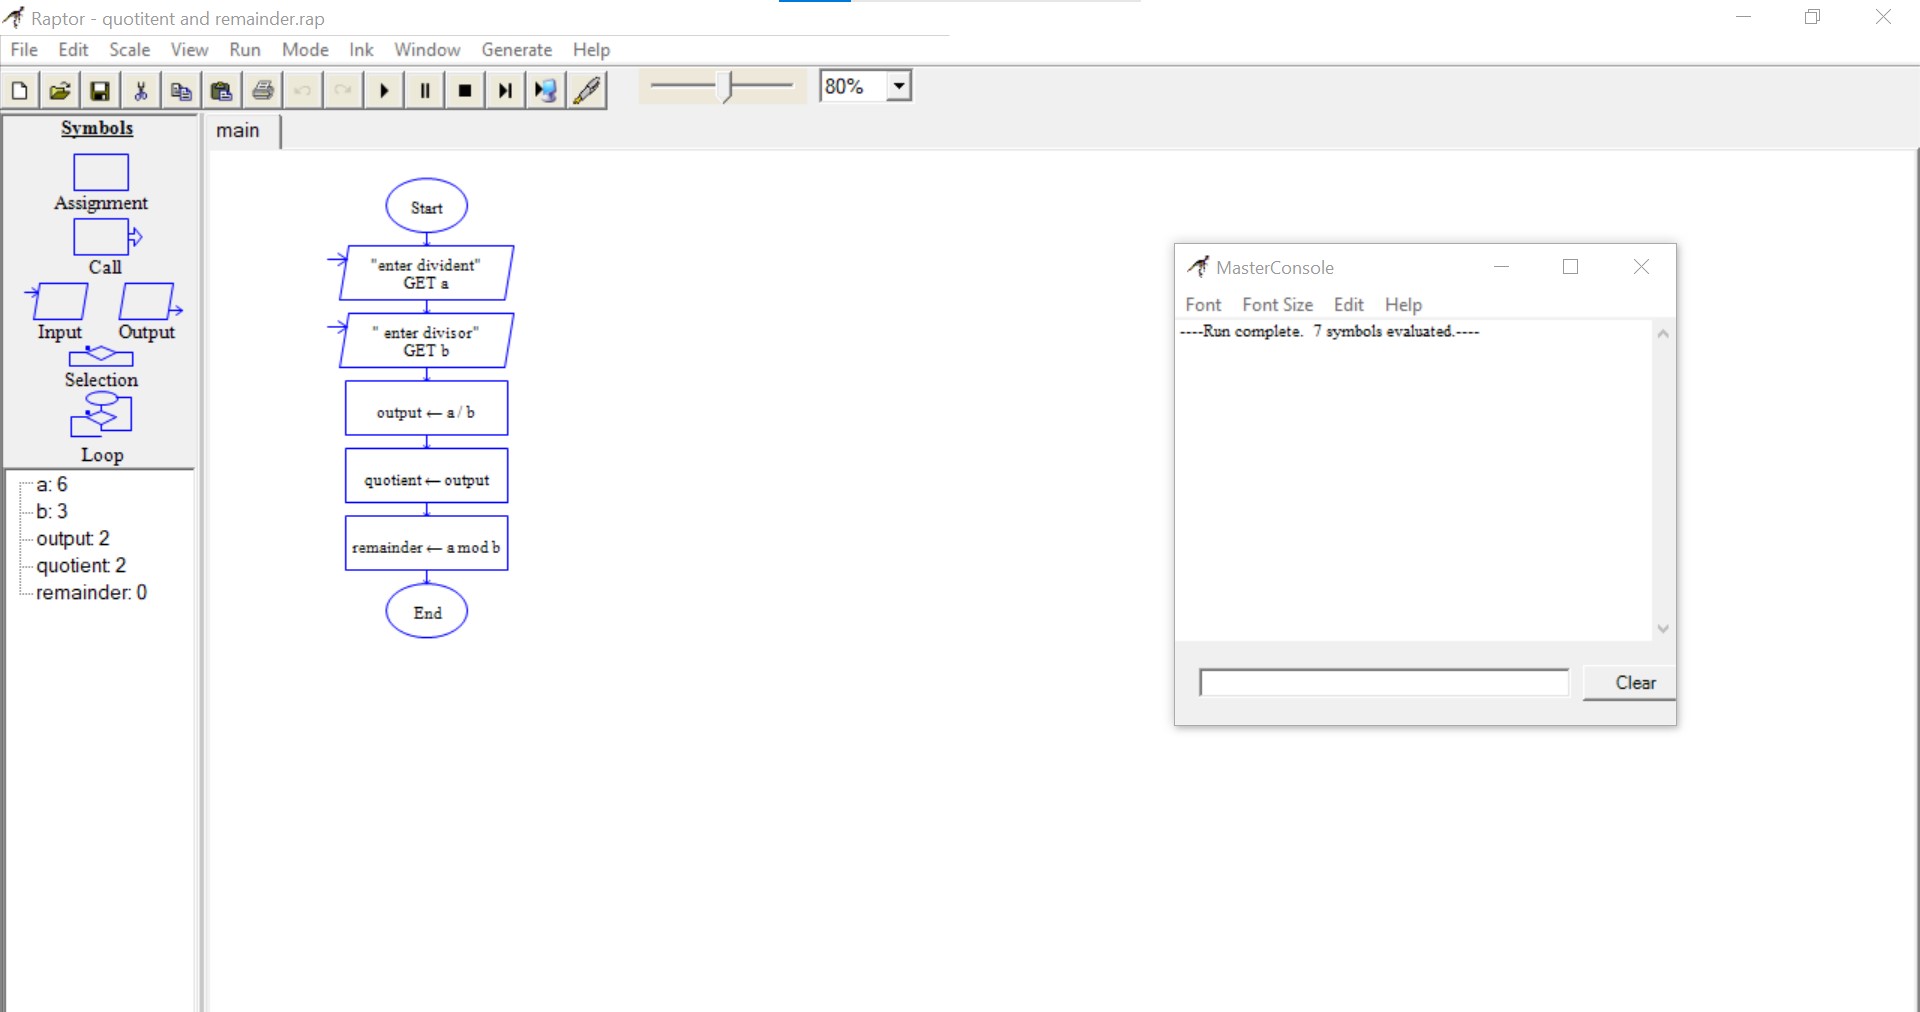 Raptor - quotitent and remainder.rap
File Edit Scale View Run Mode Ink Window Generate Help
80%
Symbols
Assignment
Call
Input Output
Selection
Loop
a: 6
b: 3
output: 2
quotient: 2
remainder: 0
main
Start
"enter divident"
GET a
" enter divisor"
GET b
output ← a / b
quotient ← output
remainder ← a mod b
End
MasterConsole
Font Font Size Edit Help
----Run complete.  7 symbols evaluated.----
Clear